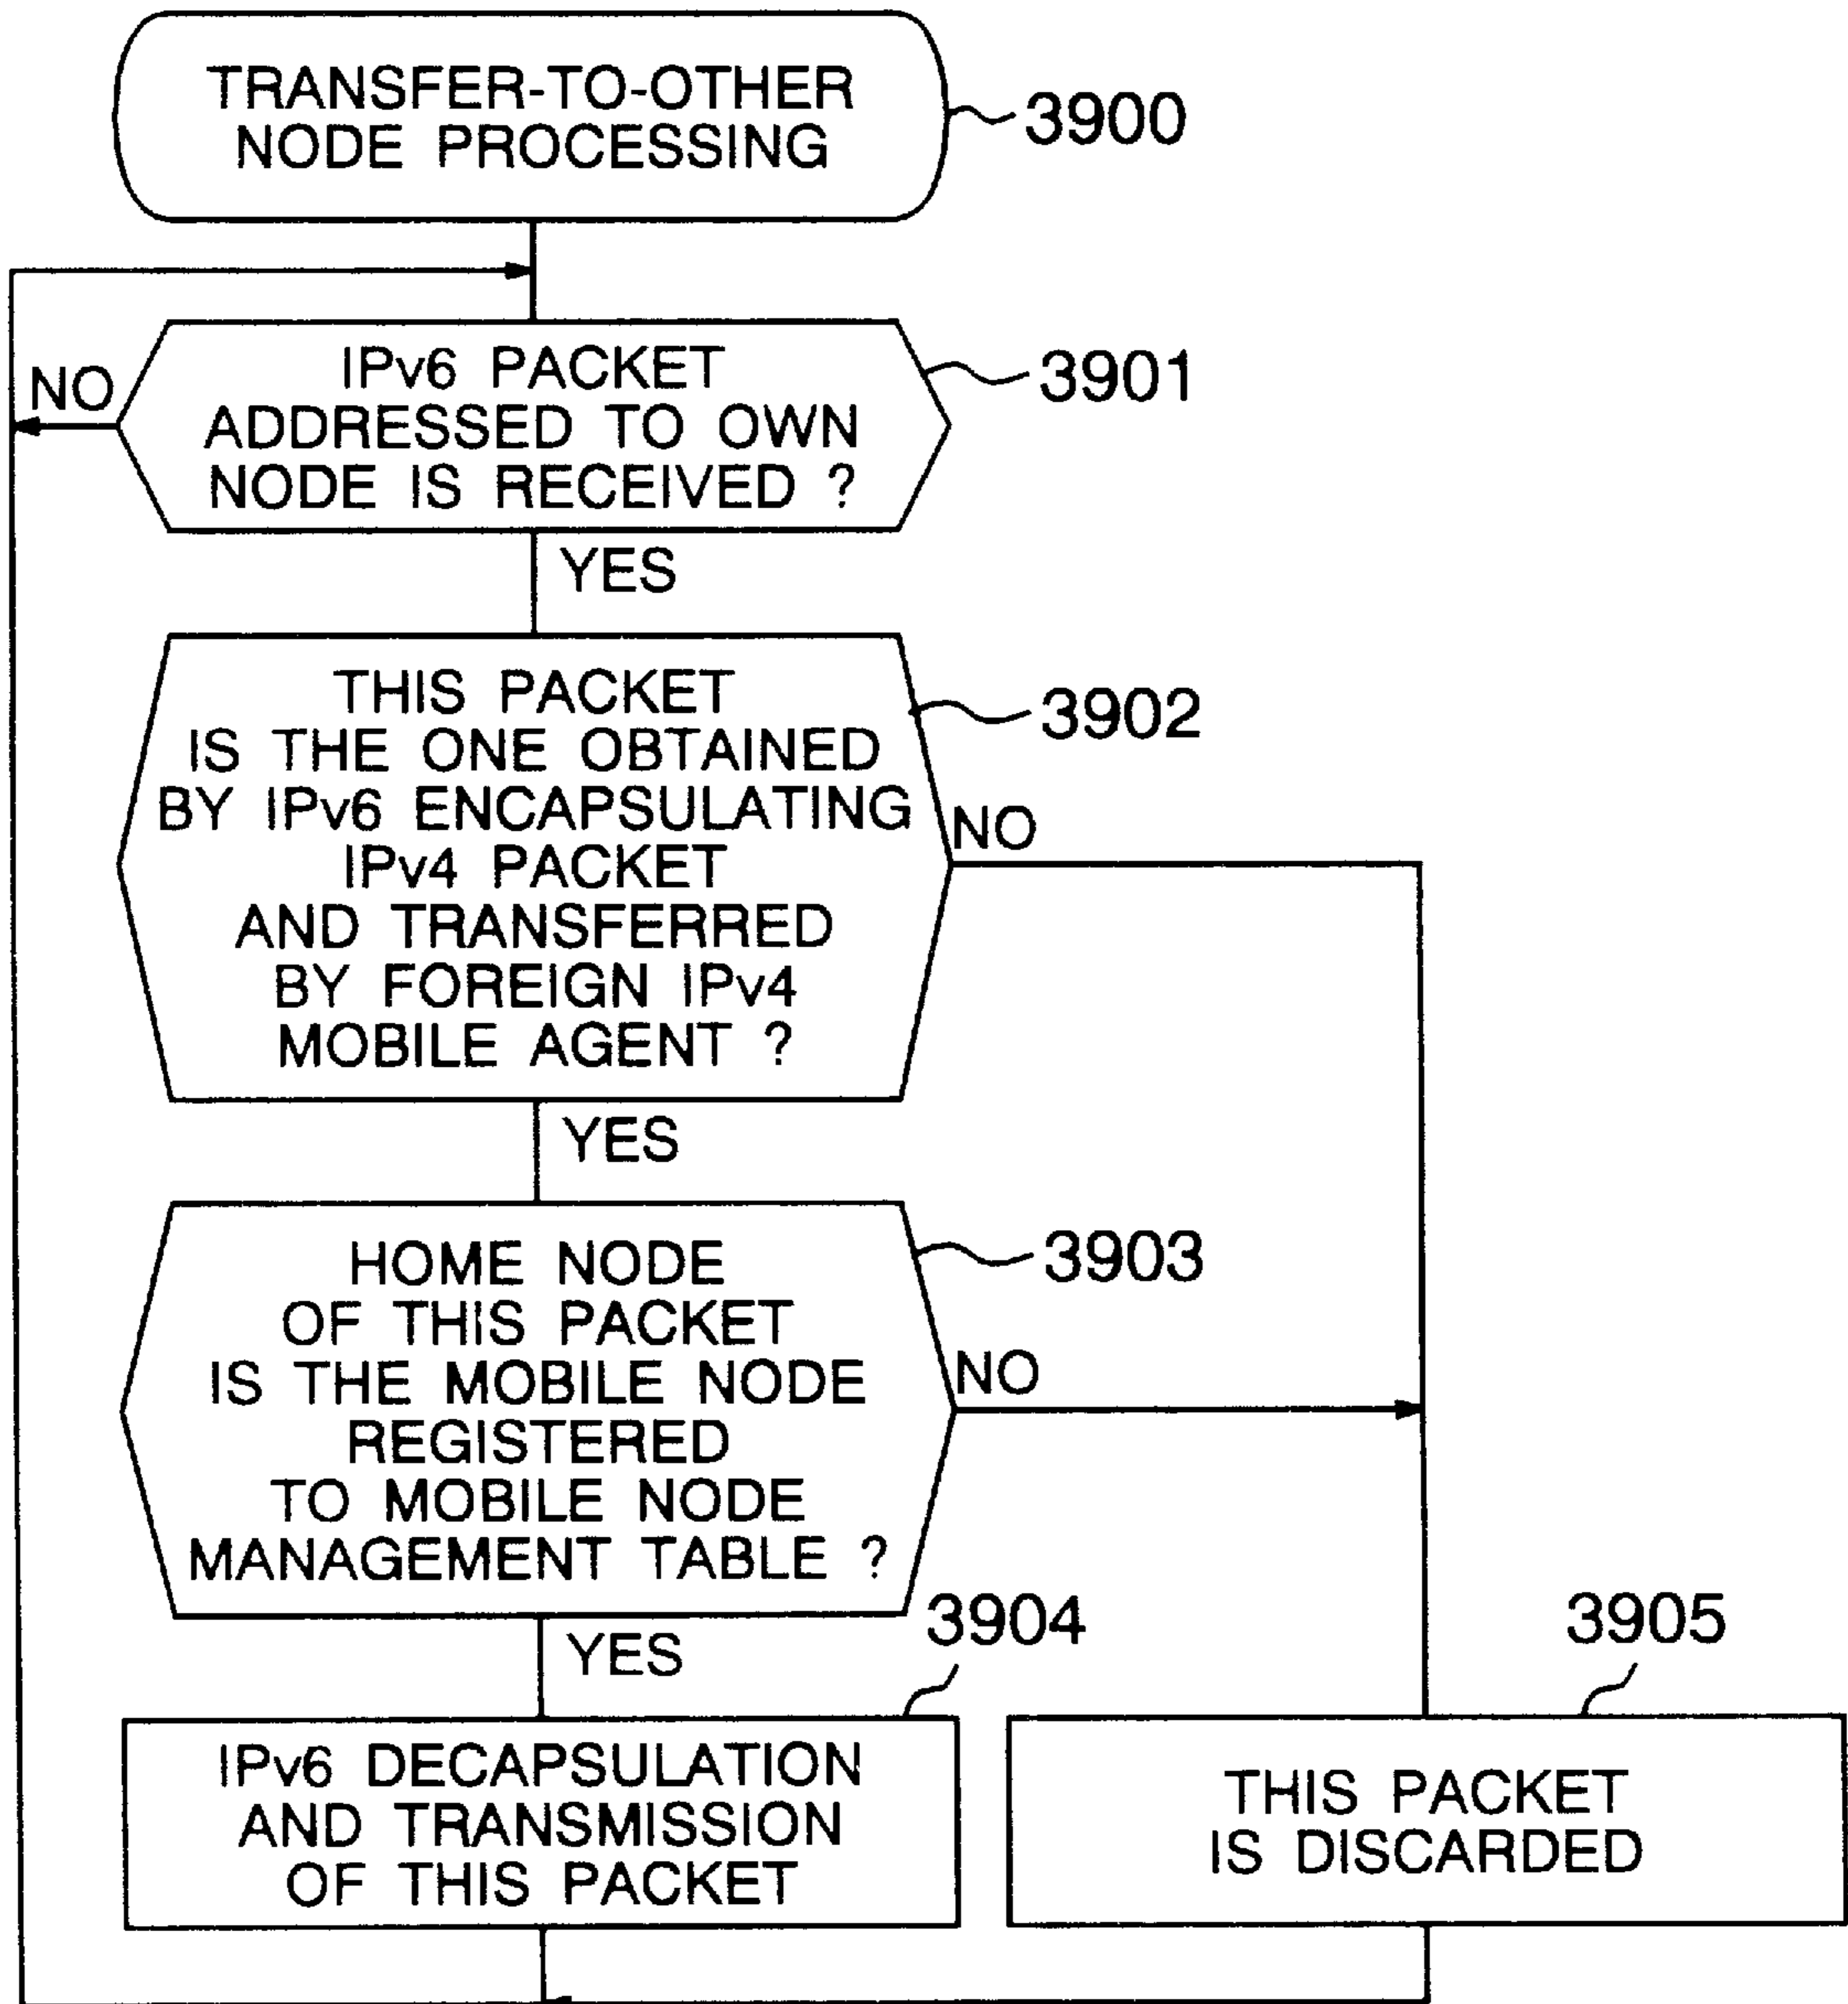 TRANSFER-TO-OTHER
NODE PROCESSING
3900
IPv6 PACKET
ADDRESSED TO OWN
NODE IS RECEIVED ?
3901
NO
YES
THIS PACKET
IS THE ONE OBTAINED
BY IPv6 ENCAPSULATING
IPv4 PACKET
AND TRANSFERRED
BY FOREIGN IPv4
MOBILE AGENT ?
3902
NO
YES
HOME NODE
OF THIS PACKET
IS THE MOBILE NODE
REGISTERED
TO MOBILE NODE
MANAGEMENT TABLE ?
3903
NO
YES
3904
IPv6 DECAPSULATION
AND TRANSMISSION
OF THIS PACKET
3905
THIS PACKET
IS DISCARDED